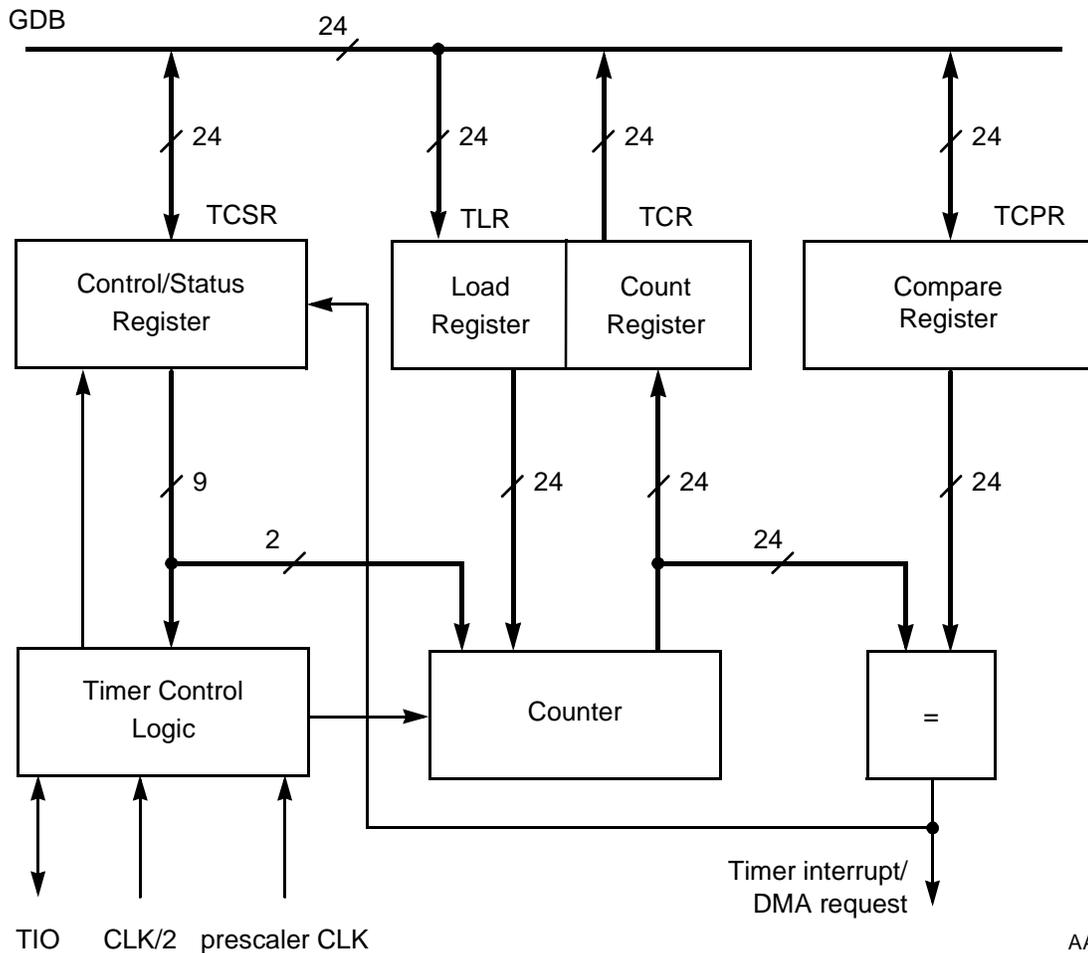 GDB
24
24
24
24
24
TCSR
TLR
TCR
TCPR
Control/Status
Register
Load
Register
Count
Register
Compare
Register
9
24
24
24
2
24
Timer Control
Logic
Counter
=
Timer interrupt/
DMA request
TIO
CLK/2
prescaler CLK
AA